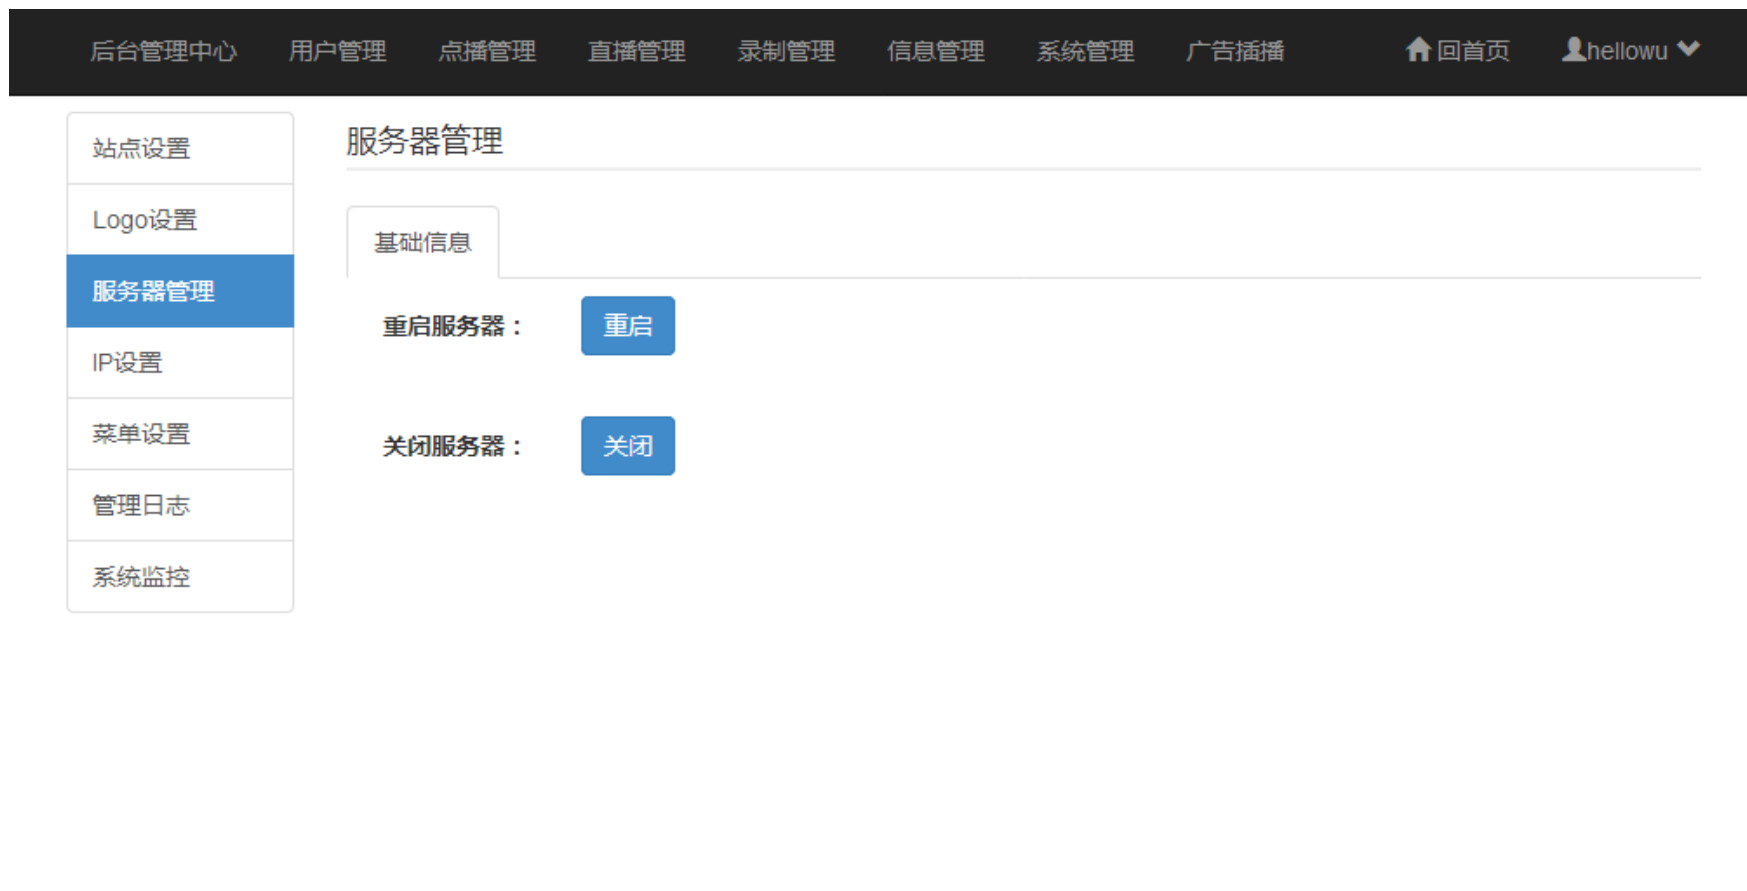 后台管理中心 用户管理 点播管理 直播管理 录制管理 信息管理 系统管理 广告插播 回首页 hellowu
站点设置
Logo设置
服务器管理
IP设置
菜单设置
管理日志
系统监控
服务器管理
基础信息
重启服务器： 重启
关闭服务器： 关闭